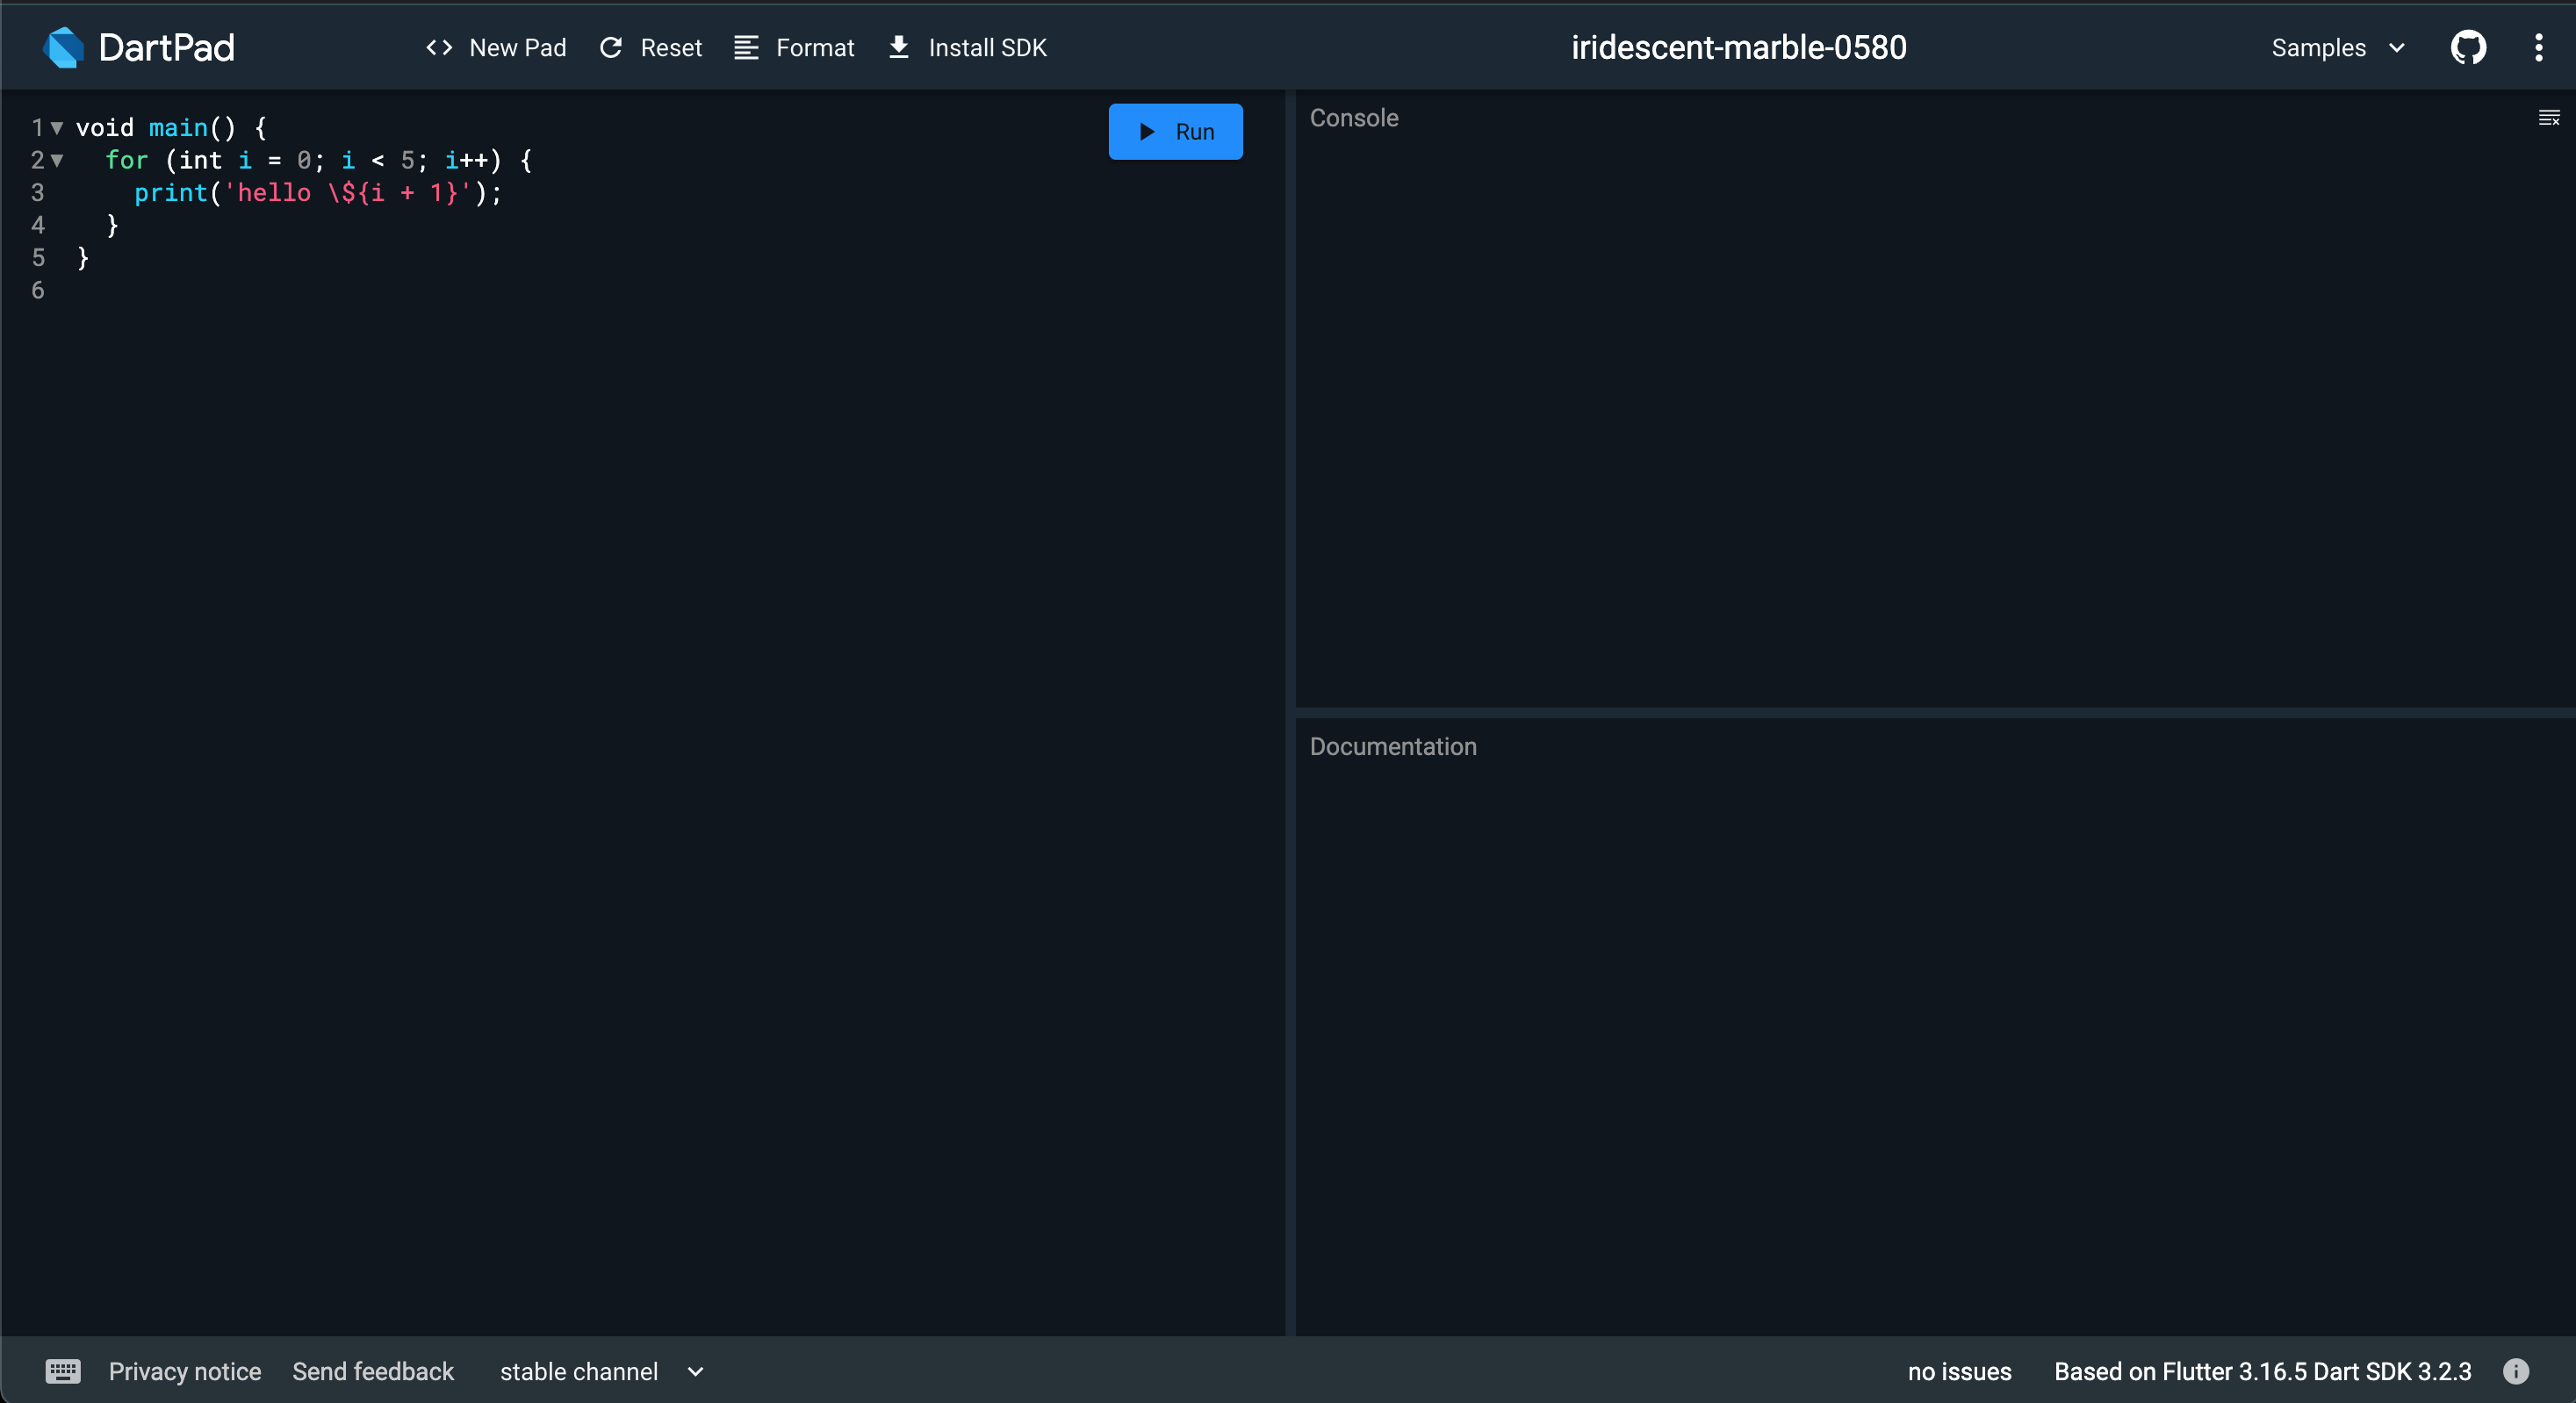 DartPad
New Pad Reset Format Install SDK
iridescent-marble-0580
Samples
1 void main() {
2   for (int i = 0; i < 5; i++) {
3     print('hello \${i + 1}');
4   }
5 }
6
Run
Console
Documentation
Privacy notice Send feedback stable channel
no issues Based on Flutter 3.16.5 Dart SDK 3.2.3